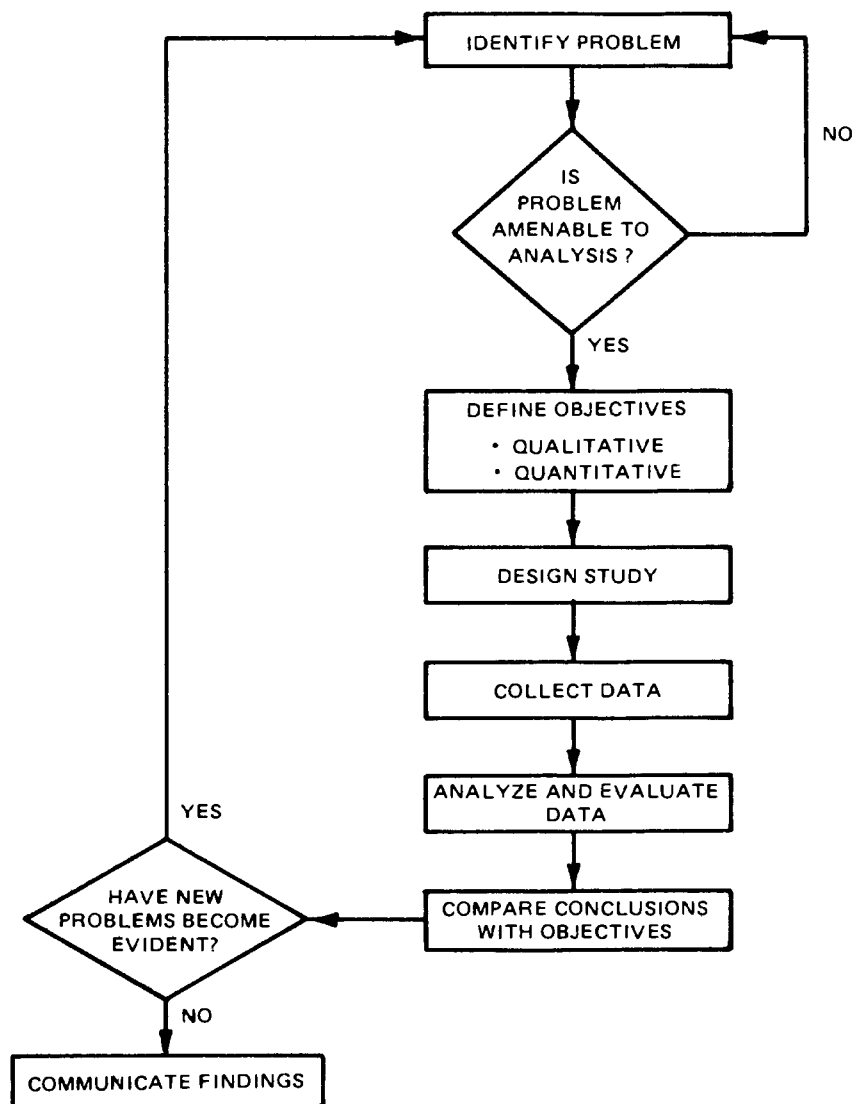 IDENTIFY PROBLEM
NO
IS
PROBLEM
AMENABLE TO
ANALYSIS ?
YES
DEFINE OBJECTIVES
• QUALITATIVE
• QUANTITATIVE
DESIGN STUDY
COLLECT DATA
ANALYZE AND EVALUATE
DATA
COMPARE CONCLUSIONS
WITH OBJECTIVES
YES
HAVE NEW
PROBLEMS BECOME
EVIDENT?
NO
COMMUNICATE FINDINGS